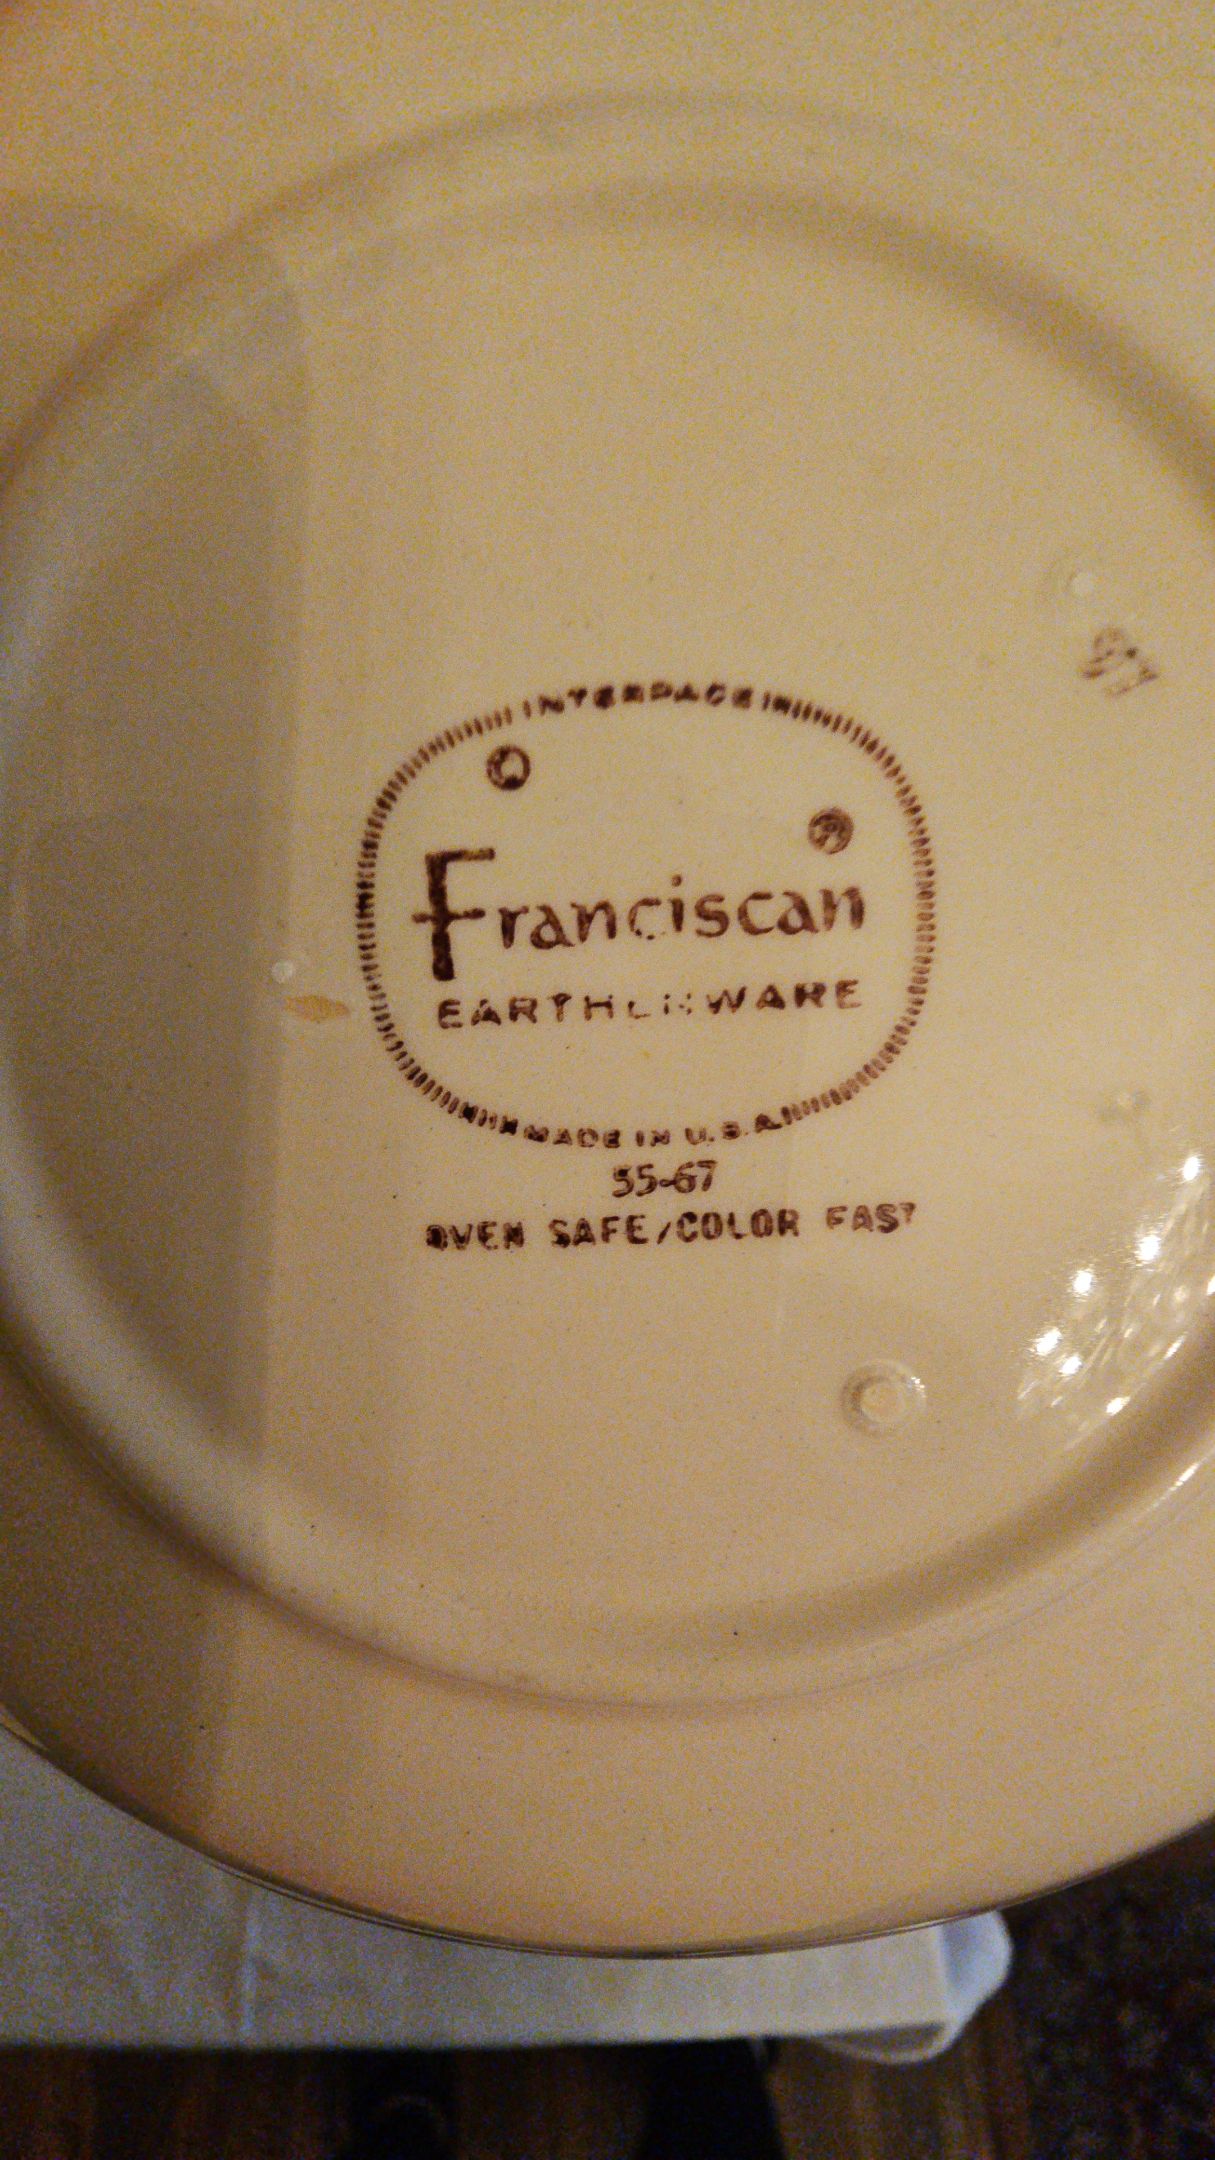 INTERPACE
®
Franciscan
EARTHENWARE
MADE IN U.S.A.
55-67
OVEN SAFE/COLOR FAST